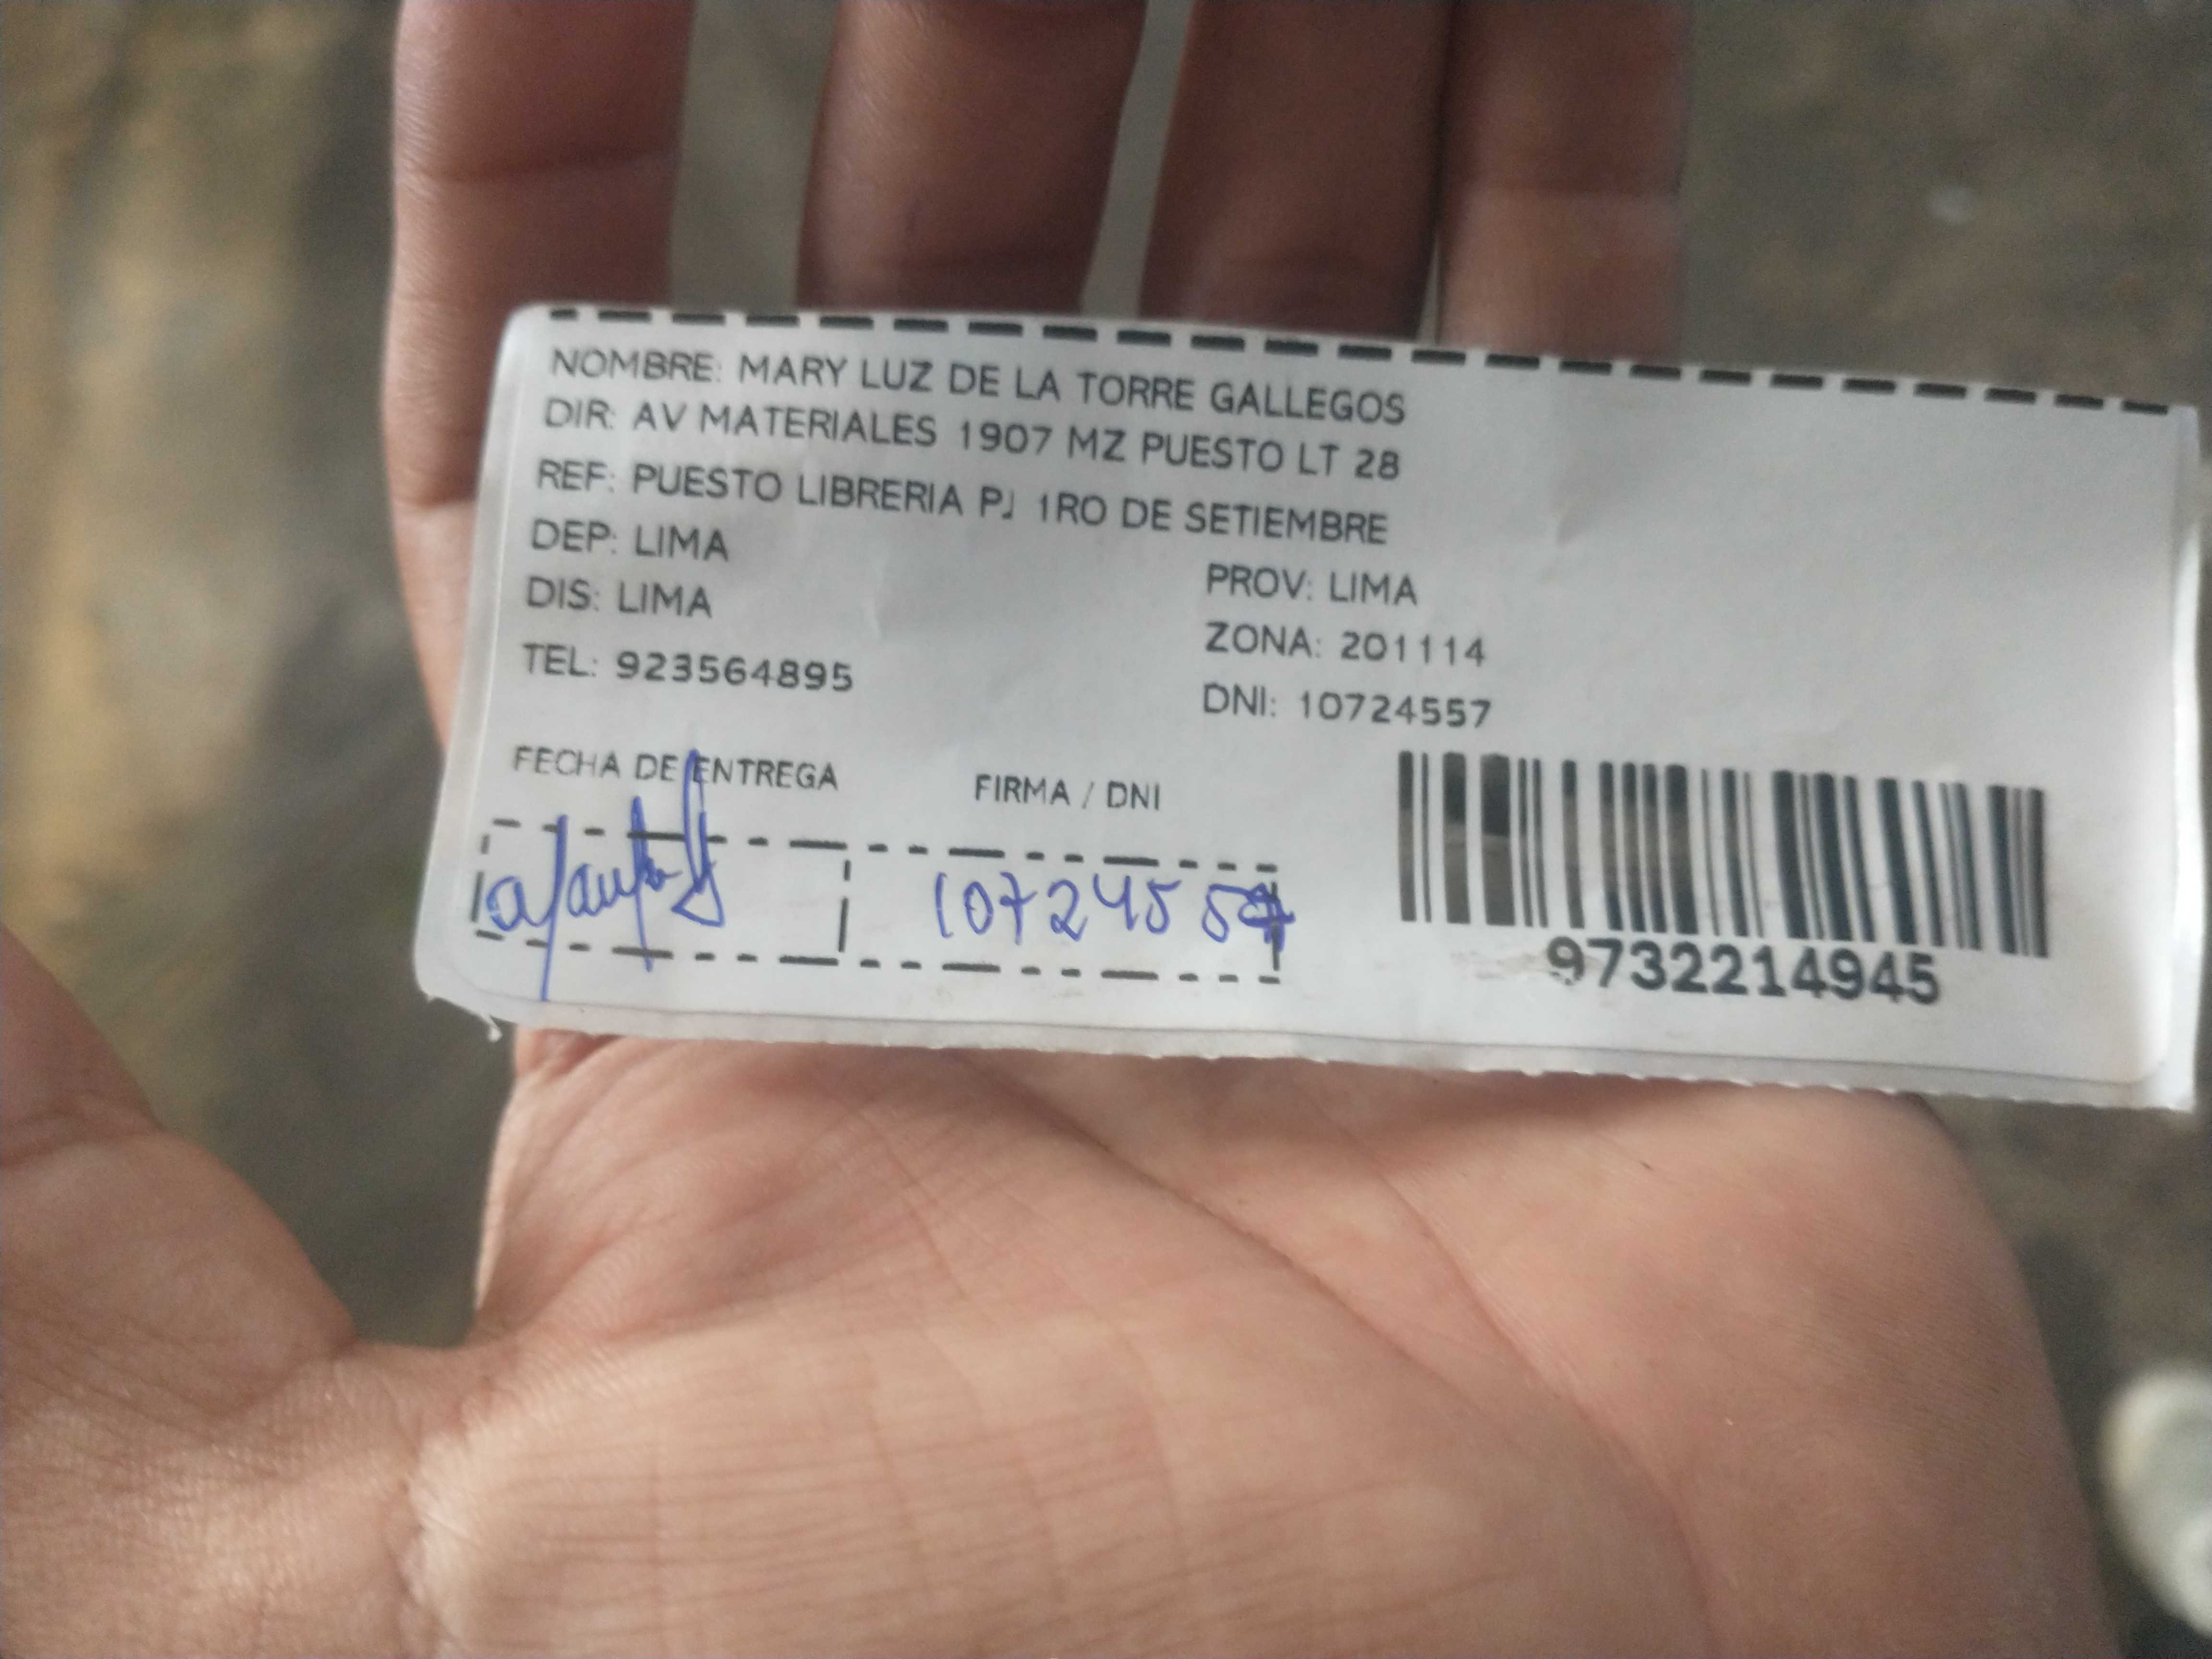 NOMBRE: MARY LUZ DE LA TORRE GALLEGOS
DIR: AV MATERIALES 1907 MZ PUESTO LT 28
REF: PUESTO LIBRERIA PJ 1RO DE SETIEMBRE
DEP: LIMA
PROV: LIMA
DIS: LIMA
ZONA: 201114
TEL: 923564895
DNI: 10724557
FECHA DE ENTREGA
FIRMA / DNI
10724557
9732214945